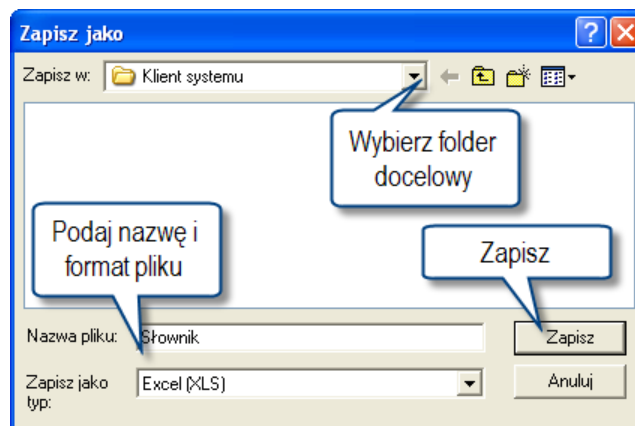 Zapisz jako
Zapisz w: Klient systemu
Wybierz folder
docelowy
Podaj nazwę i
format pliku
Zapisz
Nazwa pliku: Słownik Zapisz
Zapisz jako
typ: Excel (XLS) Anuluj